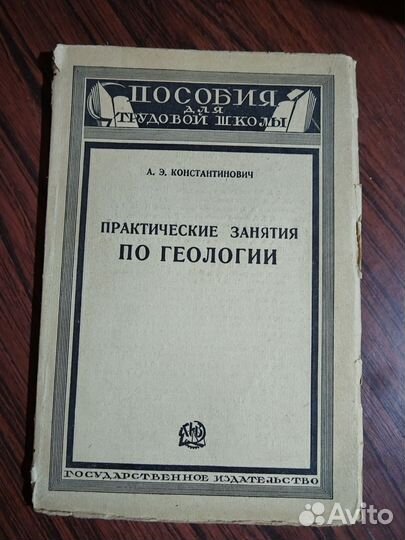 ПОСОБИЯ
ДЛЯ
ТРУДОВОЙ ШКОЛЫ
А. Э. КОНСТАНТИНОВИЧ
ПРАКТИЧЕСКИЕ ЗАНЯТИЯ
ПО ГЕОЛОГИИ
ГОСУДАРСТВЕННОЕ ИЗДАТЕЛЬСТВО
Avito